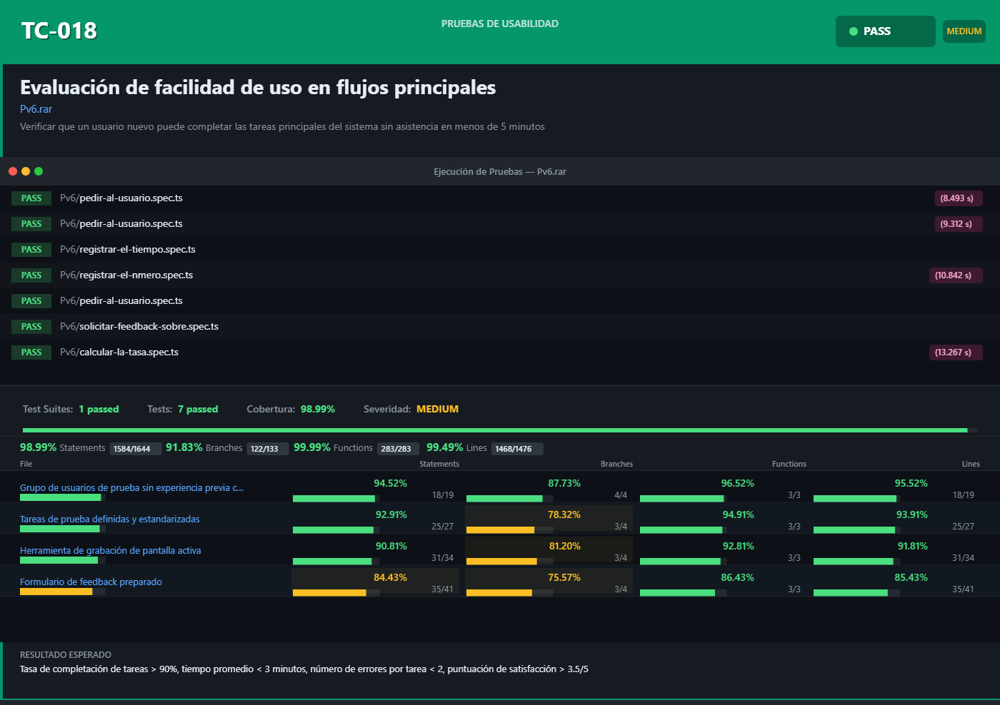 TC-018
PRUEBAS DE USABILIDAD
PASS
MEDIUM
Evaluación de facilidad de uso en flujos principales
Pv6.rar
Verificar que un usuario nuevo puede completar las tareas principales del sistema sin asistencia en menos de 5 minutos
Ejecución de Pruebas — Pv6.rar
PASS Pv6/pedir-al-usuario.spec.ts (8.493 s)
PASS Pv6/pedir-al-usuario.spec.ts (9.312 s)
PASS Pv6/registrar-el-tiempo.spec.ts
PASS Pv6/registrar-el-nmero.spec.ts (10.842 s)
PASS Pv6/pedir-al-usuario.spec.ts
PASS Pv6/solicitar-feedback-sobre.spec.ts
PASS Pv6/calcular-la-tasa.spec.ts (13.267 s)
Test Suites: 1 passed Tests: 7 passed Cobertura: 98.99% Severidad: MEDIUM
98.99% Statements 1584/1644 91.83% Branches 122/133 99.99% Functions 283/283 99.49% Lines 1468/1476
File Statements Branches Functions Lines
Grupo de usuarios de prueba sin experiencia previa c... 94.52% 18/19 87.73% 4/4 96.52% 3/3 95.52% 18/19
Tareas de prueba definidas y estandarizadas 92.91% 25/27 78.32% 3/4 94.91% 3/3 93.91% 25/27
Herramienta de grabación de pantalla activa 90.81% 31/34 81.20% 3/4 92.81% 3/3 91.81% 31/34
Formulario de feedback preparado 84.43% 35/41 75.57% 3/4 86.43% 3/3 85.43% 35/41
RESULTADO ESPERADO
Tasa de completación de tareas > 90%, tiempo promedio < 3 minutos, número de errores por tarea < 2, puntuación de satisfacción > 3.5/5